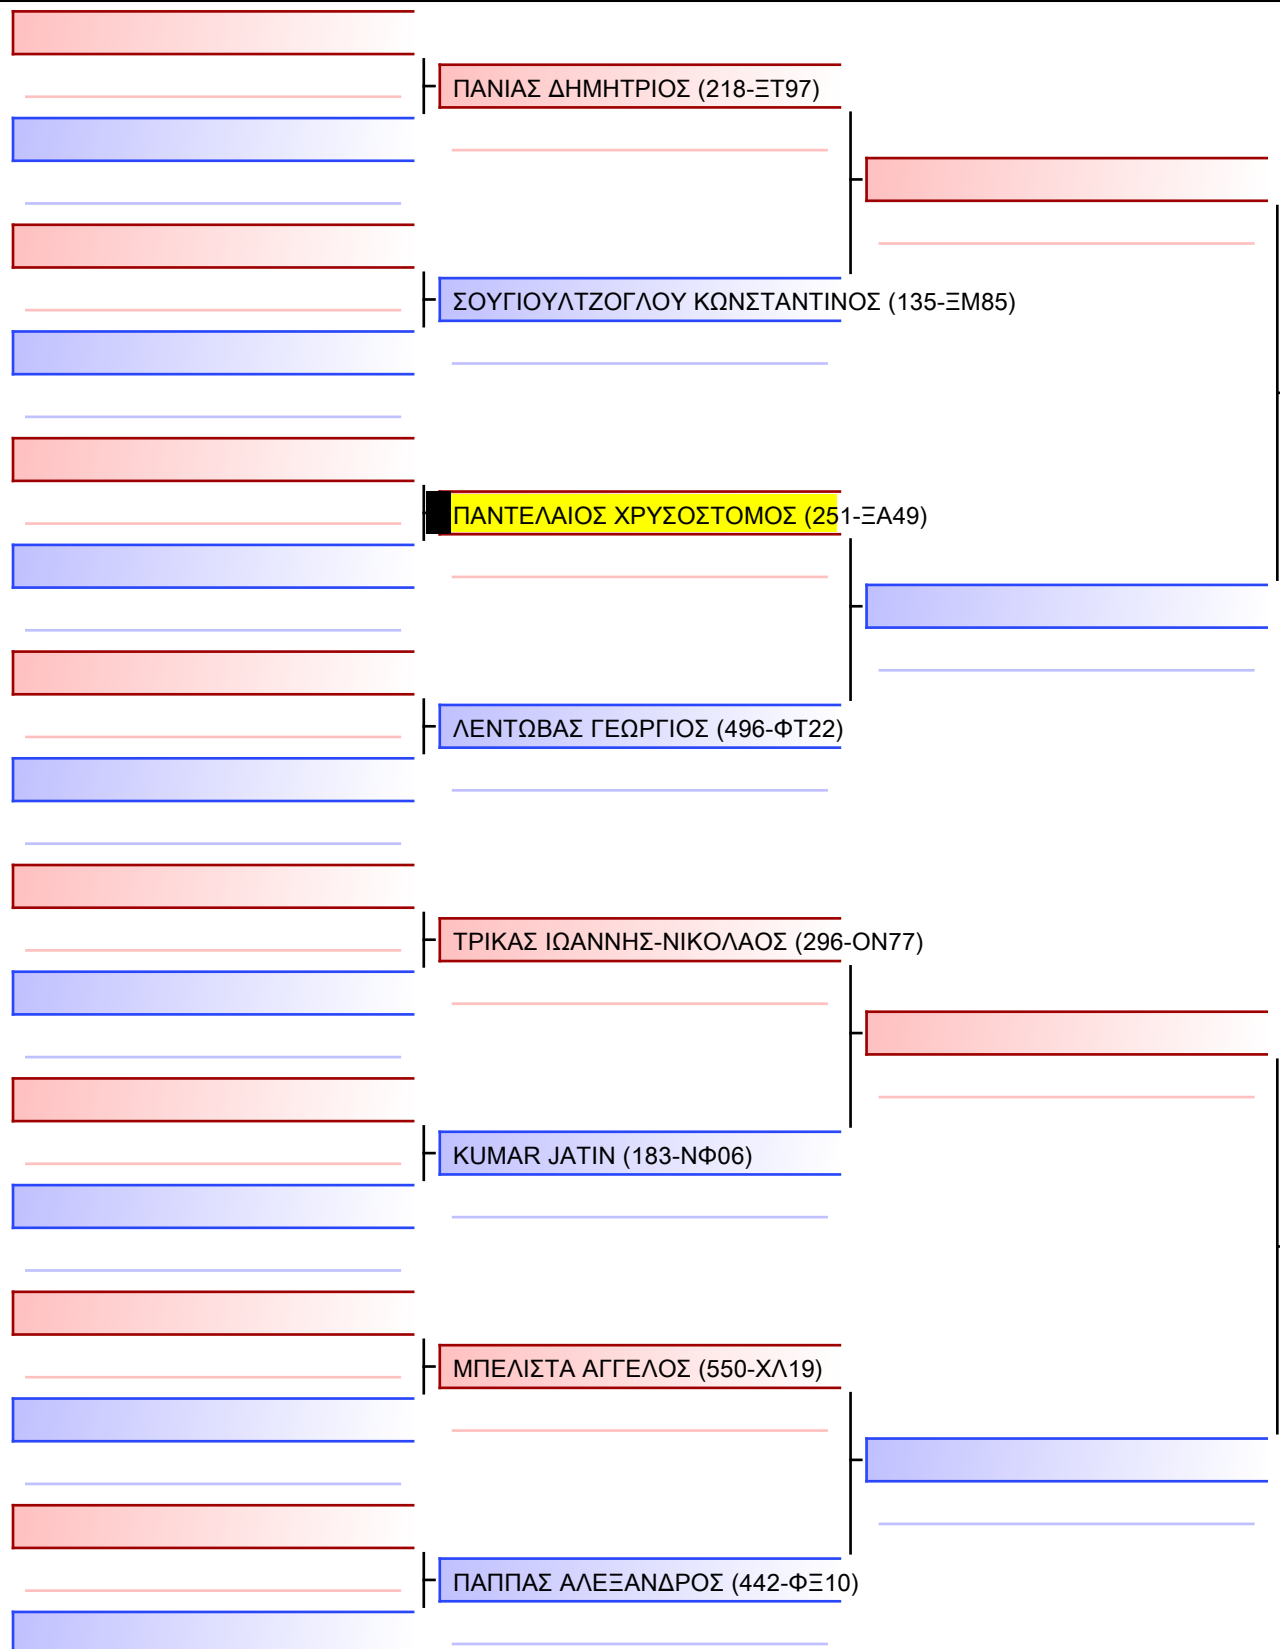 ΠΑΝΙΑΣ ΔΗΜΗΤΡΙΟΣ (218-ΞΤ97)
ΣΟΥΓΙΟΥΛΤΖΟΓΛΟΥ ΚΩΝΣΤΑΝΤΙΝΟΣ (135-ΞΜ85)
ΠΑΝΤΕΛΑΙΟΣ ΧΡΥΣΟΣΤΟΜΟΣ (251-ΞΑ49)
ΛΕΝΤΩΒΑΣ ΓΕΩΡΓΙΟΣ (496-ΦΤ22)
ΤΡΙΚΑΣ ΙΩΑΝΝΗΣ-ΝΙΚΟΛΑΟΣ (296-ΟΝ77)
KUMAR JATIN (183-ΝΦ06)
ΜΠΕΛΙΣΤΑ ΑΓΓΕΛΟΣ (550-ΧΛ19)
ΠΑΠΠΑΣ ΑΛΕΞΑΝΔΡΟΣ (442-ΦΞ10)